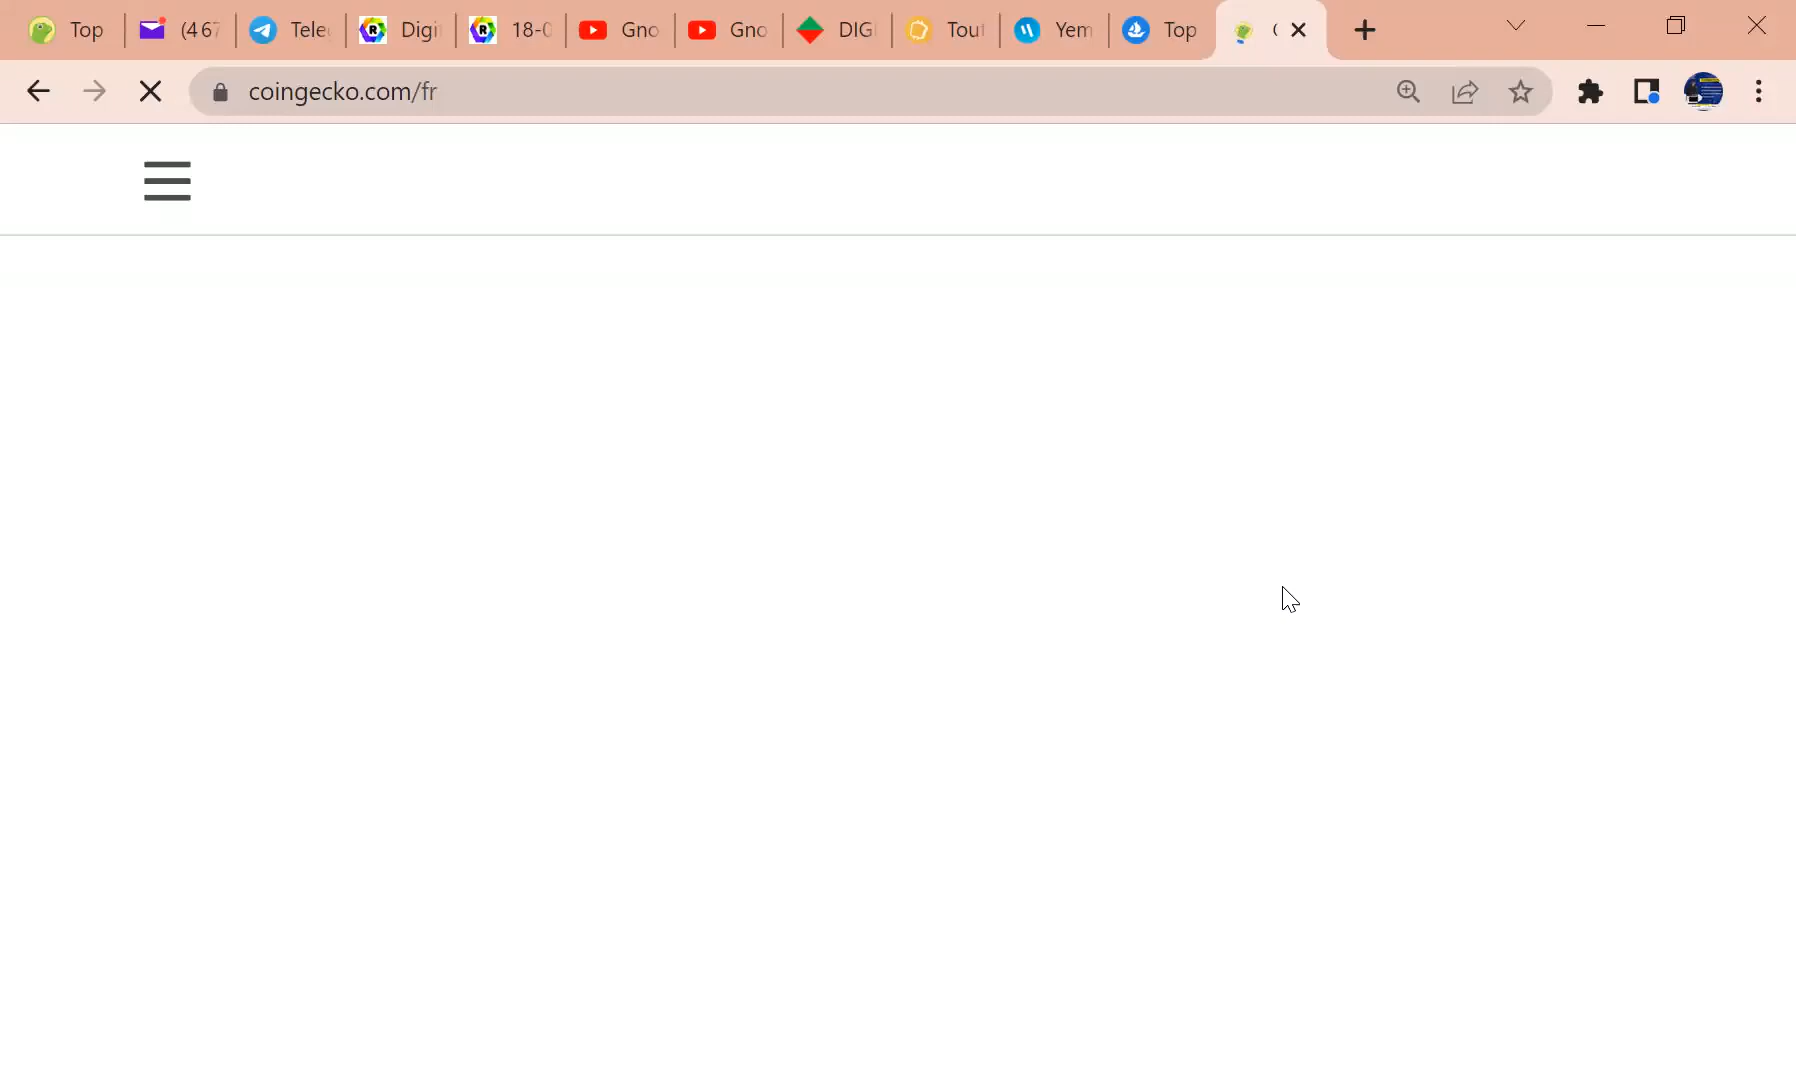 Top
(467
Tele
Digi
R
18-0
R
Gno
Gno
DIG
Tout
Yem
Top
coingecko.com/fr